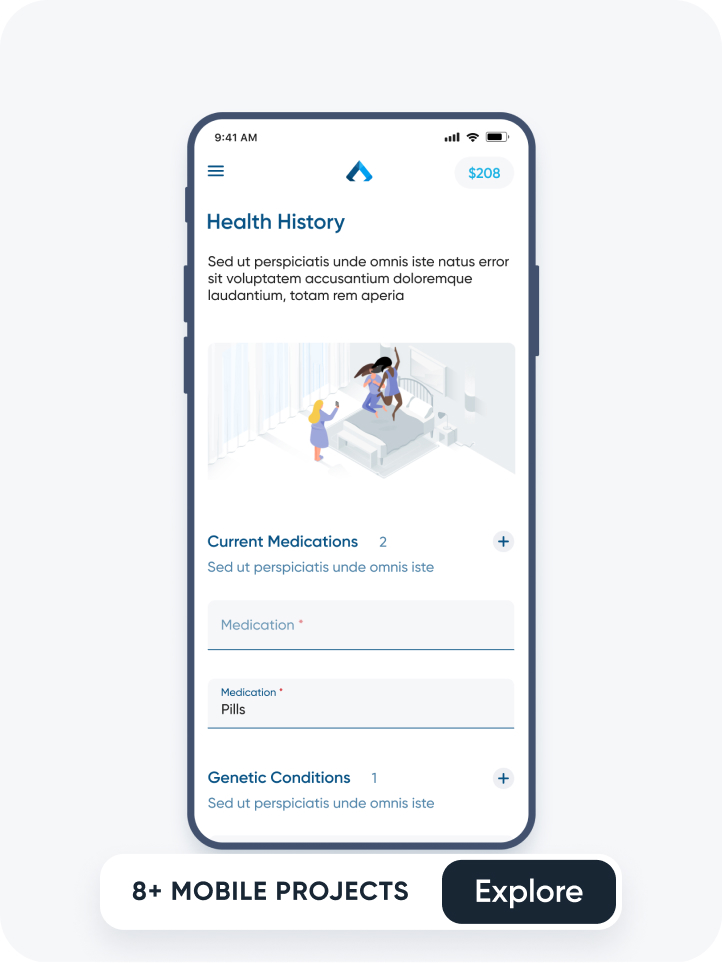 9:41 AM
$208
Health History
Sed ut perspiciatis unde omnis iste natus error
sit voluptatem accusantium doloremque
laudantium, totam rem aperia
Current Medications 2
Sed ut perspiciatis unde omnis iste
Medication *
Medication *
Pills
Genetic Conditions 1
Sed ut perspiciatis unde omnis iste
8+ MOBILE PROJECTS
Explore